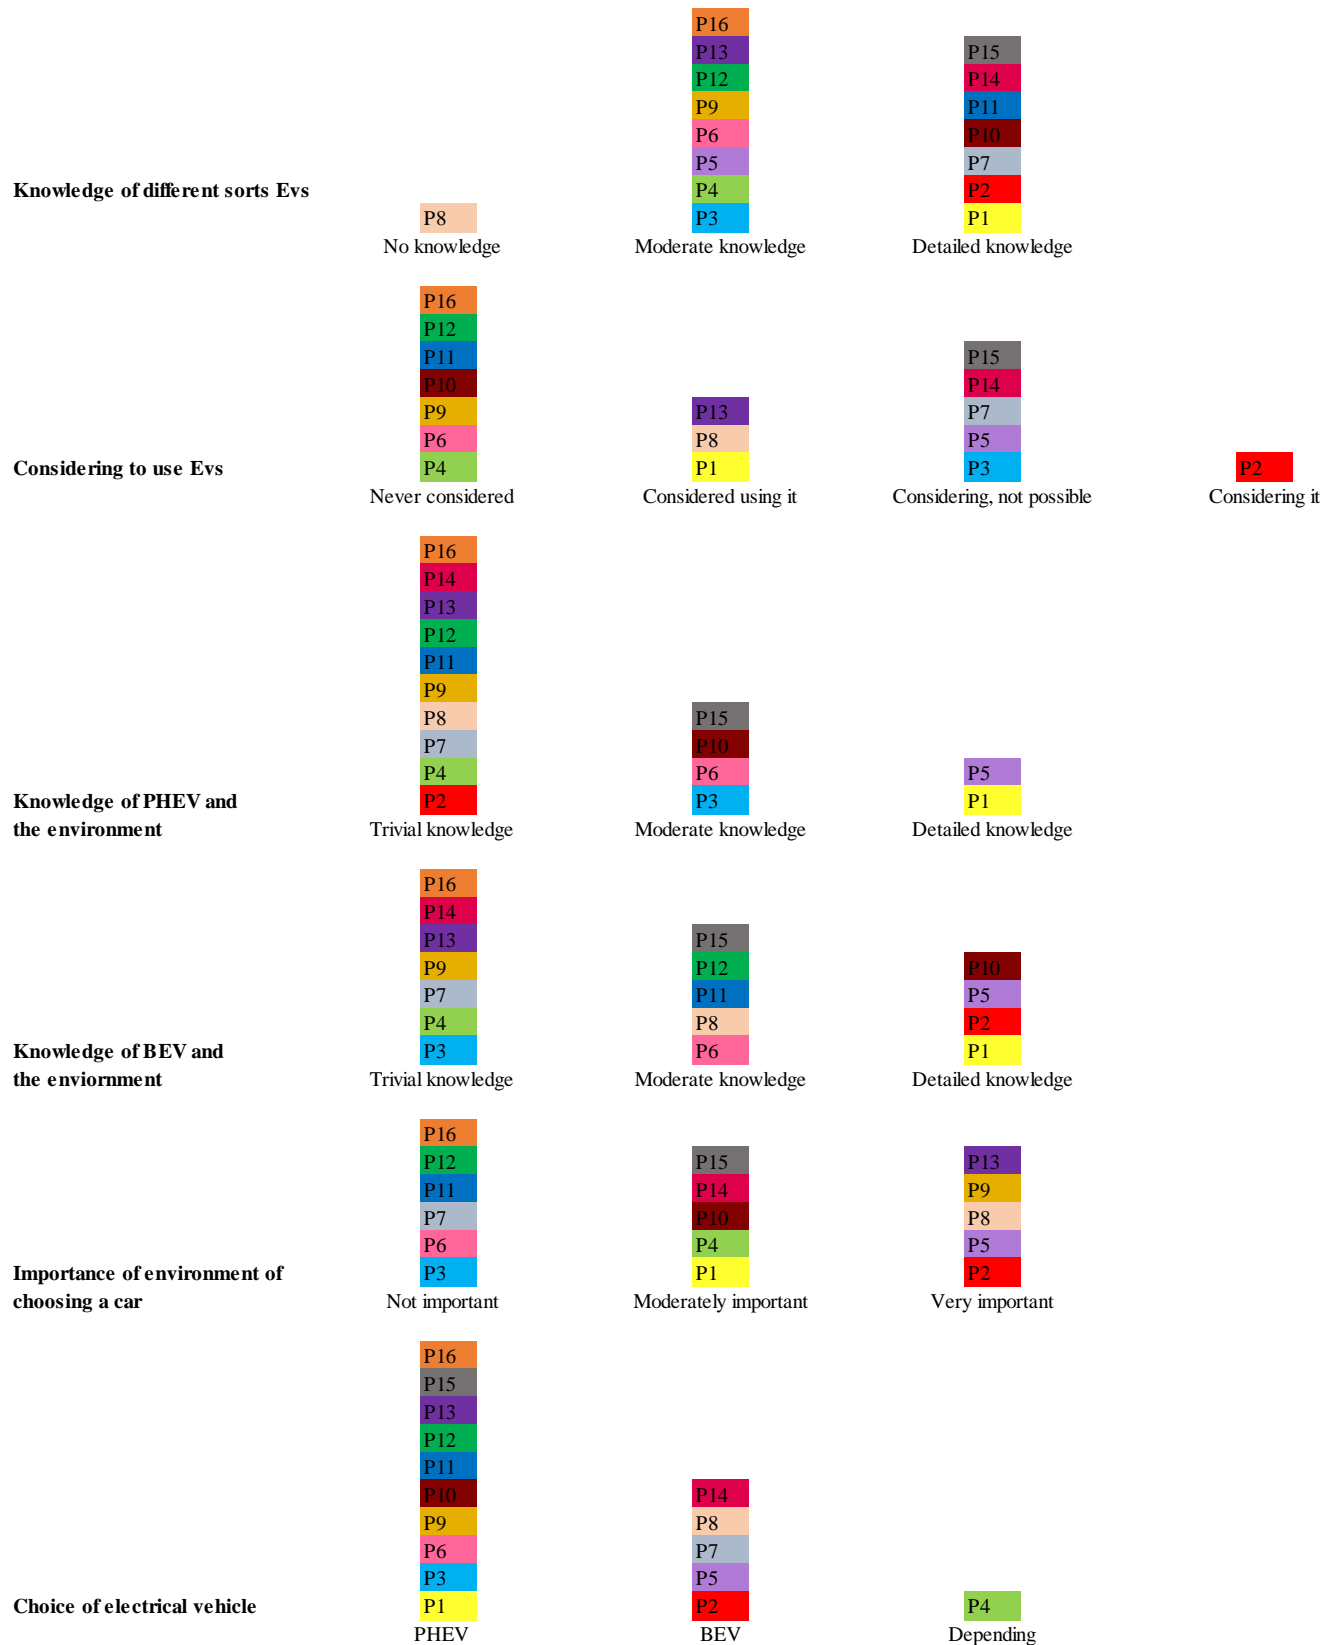 P16
P13
P15
P12
P14
P9
P11
P6
P10
P5
P7
Knowledge of different sorts Evs
P4
P2
P8
P3
P1
No knowledge
Moderate knowledge
Detailed knowledge
P16
P12
P11
P15
P10
P14
P9
P13
P7
P6
P8
P5
Considering to use Evs
P4
P1
P3
P2
Never considered
Considered using it
Considering, not possible
Considering it
P16
P14
P13
P12
P11
P9
P8
P15
P7
P10
P4
P6
P5
Knowledge of PHEV and
P2
P3
P1
the environment
Trivial knowledge
Moderate knowledge
Detailed knowledge
P16
P14
P13
P15
P9
P12
P10
P7
P11
P5
P4
P8
P2
Knowledge of BEV and
P3
P6
P1
the enviornment
Trivial knowledge
Moderate knowledge
Detailed knowledge
P16
P12
P15
P13
P11
P14
P9
P7
P10
P8
P6
P4
P5
Importance of environment of
P3
P1
P2
choosing a car
Not important
Moderately important
Very important
P16
P15
P13
P12
P11
P10
P14
P9
P8
P6
P7
P3
P5
Choice of electrical vehicle
P1
P2
P4
PHEV
BEV
Depending